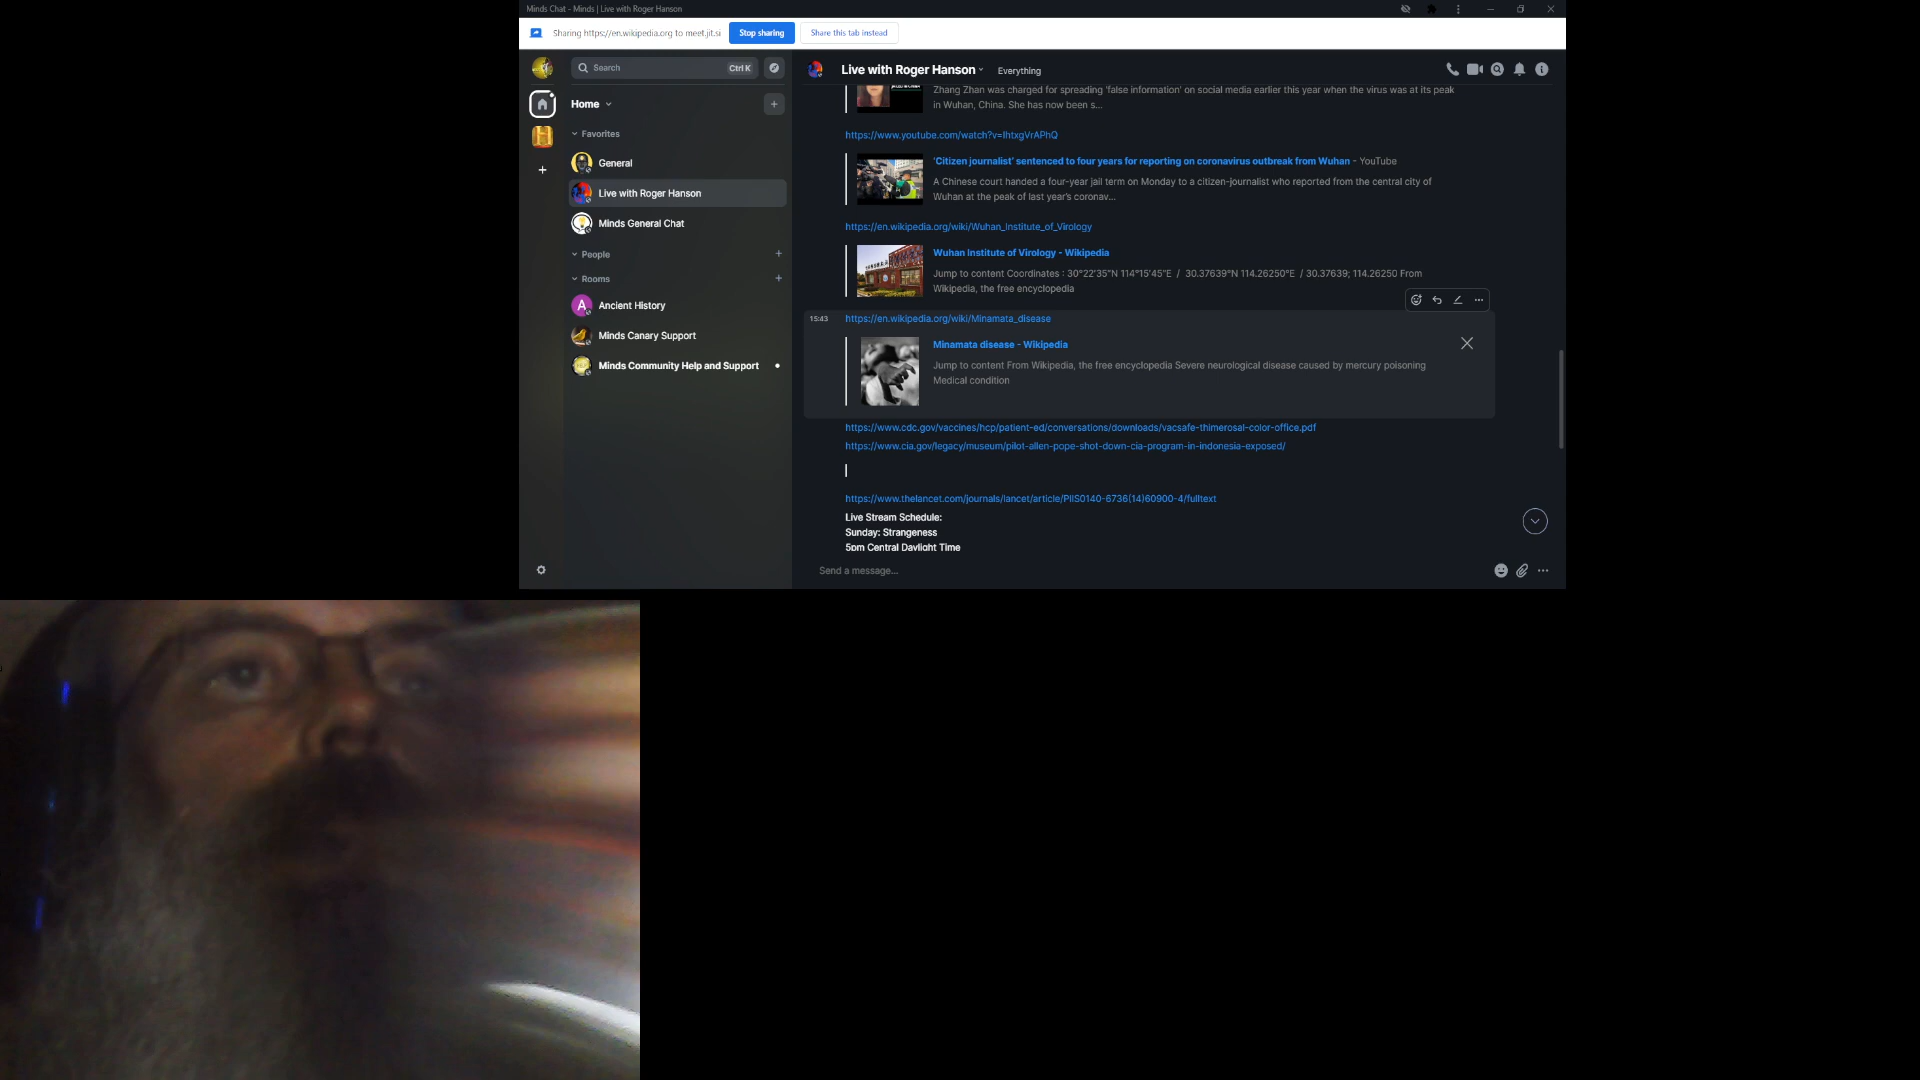 Minds Chat - Minds | Live with Roger Hanson
Sharing https://en.wikipedia.org to meet.jit.si
Stop sharing
Share this tab instead
Search
Ctrl K
Home
Favorites
General
Live with Roger Hanson
Minds General Chat
People
Rooms
A
Ancient History
Minds Canary Support
Minds Community Help and Support
Live with Roger Hanson
Everything
Zhang Zhan was charged for spreading 'false information' on social media earlier this year when the virus was at its peak
in Wuhan, China. She has now been s...
https://www.youtube.com/watch?v=IhtxgVrAPhQ
'Citizen journalist' sentenced to four years for reporting on coronavirus outbreak from Wuhan - YouTube
A Chinese court handed a four-year jail term on Monday to a citizen-journalist who reported from the central city of
Wuhan at the peak of last year's coronav...
https://en.wikipedia.org/wiki/Wuhan_Institute_of_Virology
Wuhan Institute of Virology - Wikipedia
Jump to content Coordinates : 30°22′35″N 114°15′45″E / 30.37639°N 114.26250°E / 30.37639; 114.26250 From
Wikipedia, the free encyclopedia
15:43
https://en.wikipedia.org/wiki/Minamata_disease
Minamata disease - Wikipedia
Jump to content From Wikipedia, the free encyclopedia Severe neurological disease caused by mercury poisoning
Medical condition
https://www.cdc.gov/vaccines/hcp/patient-ed/conversations/downloads/vacsafe-thimerosal-color-office.pdf
https://www.cia.gov/legacy/museum/pilot-allen-pope-shot-down-cia-program-in-indonesia-exposed/
https://www.thelancet.com/journals/lancet/article/PIIS0140-6736(14)60900-4/fulltext
Live Stream Schedule:
Sunday: Strangeness
5pm Central Daylight Time
Send a message...